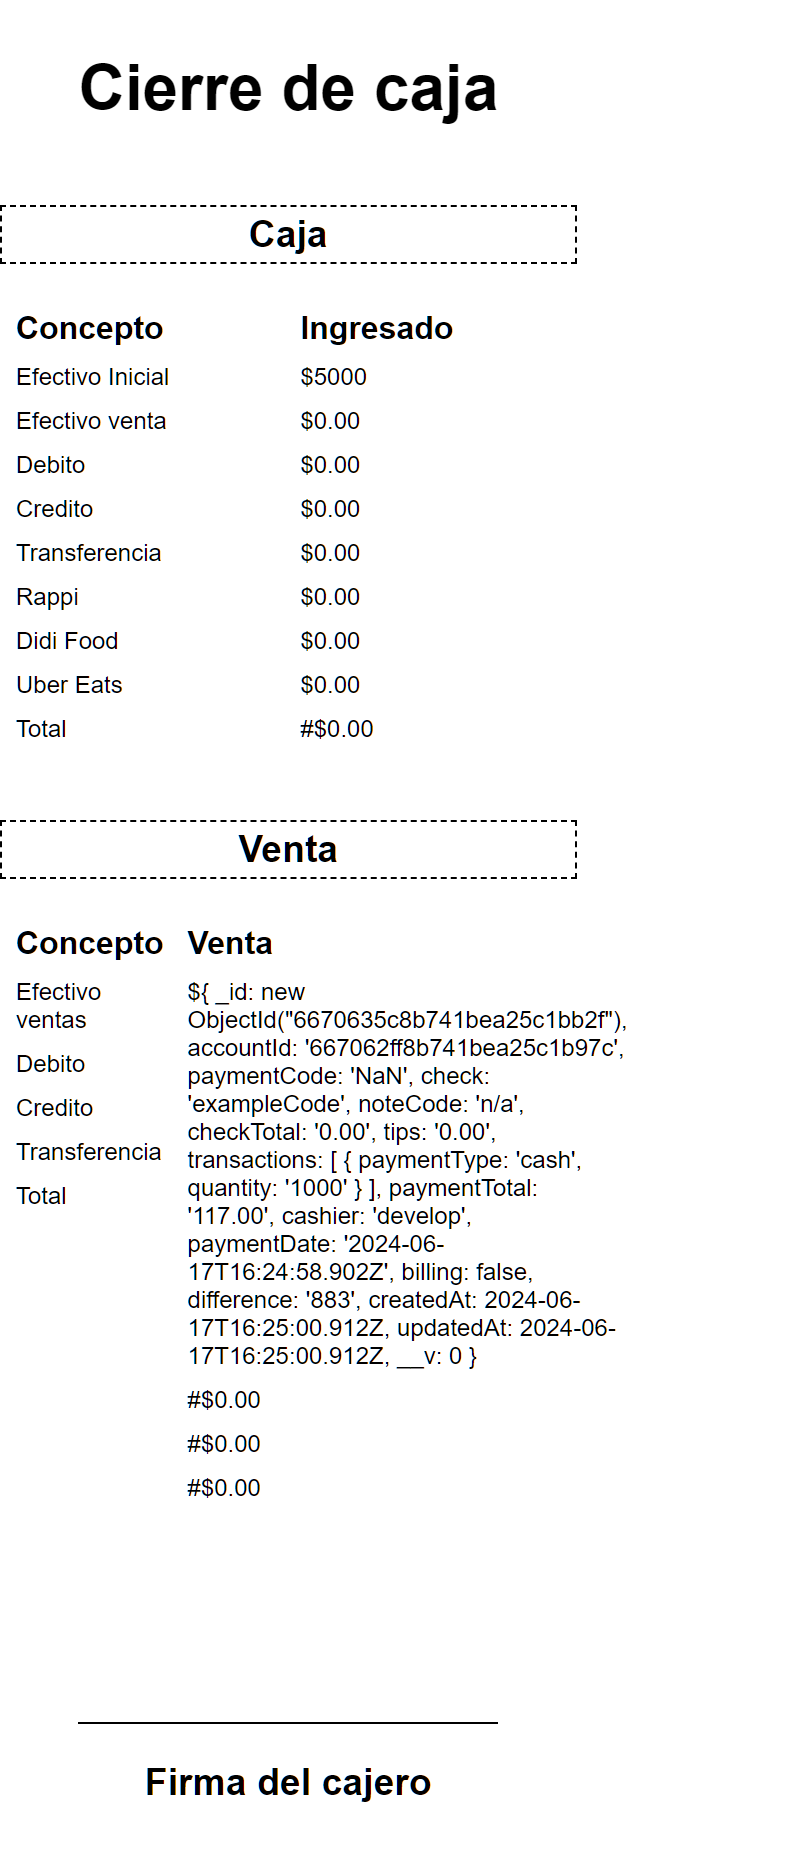 Cierre de caja
Caja
Concepto Ingresado
Efectivo Inicial $5000
Efectivo venta $0.00
Debito $0.00
Credito $0.00
Transferencia $0.00
Rappi $0.00
Didi Food $0.00
Uber Eats $0.00
Total #$0.00
Venta
Concepto Venta
Efectivo
ventas
Debito
Credito
Transferencia
Total
${ _id: new
ObjectId("6670635c8b741bea25c1bb2f"),
accountId: '667062ff8b741bea25c1b97c',
paymentCode: 'NaN', check:
'exampleCode', noteCode: 'n/a',
checkTotal: '0.00', tips: '0.00',
transactions: [ { paymentType: 'cash',
quantity: '1000' } ], paymentTotal:
'117.00', cashier: 'develop',
paymentDate: '2024-06-
17T16:24:58.902Z', billing: false,
difference: '883', createdAt: 2024-06-
17T16:25:00.912Z, updatedAt: 2024-06-
17T16:25:00.912Z, __v: 0 }
#$0.00
#$0.00
#$0.00
Firma del cajero